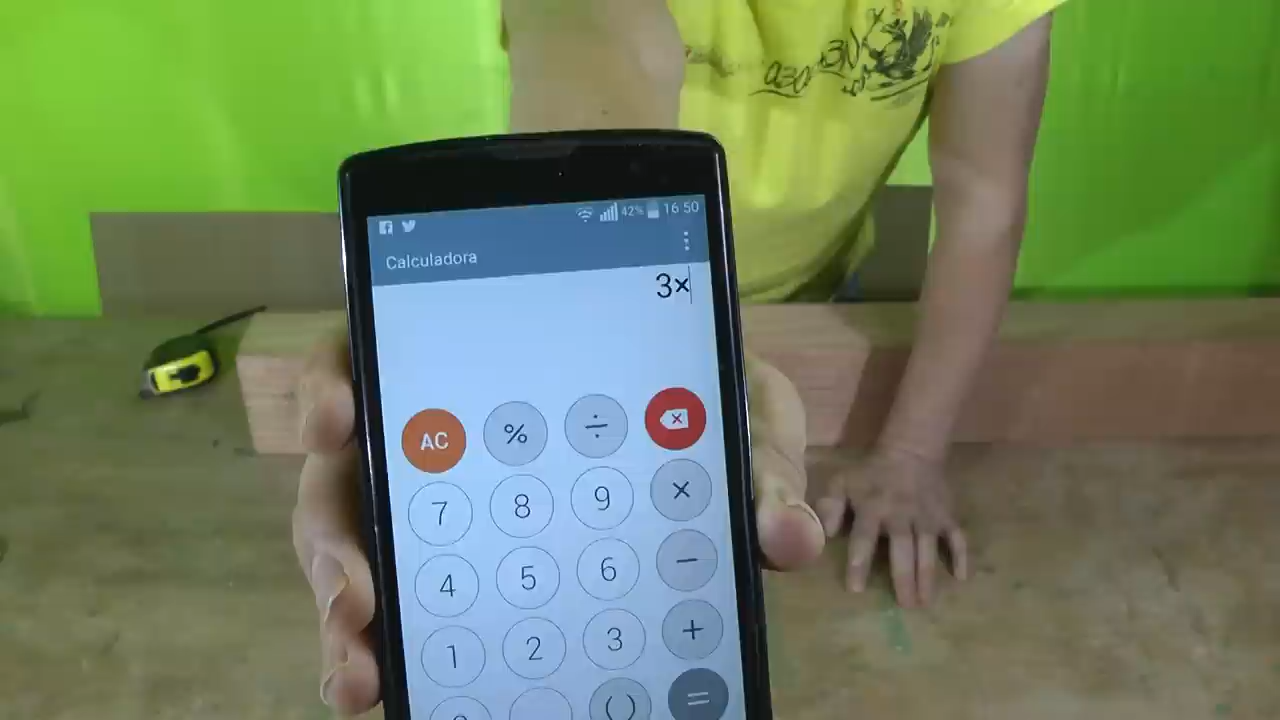 42% 16:50
Calculadora
3×
AC % ÷
7 8 9 ×
4 5 6 −
1 2 3 +
() =